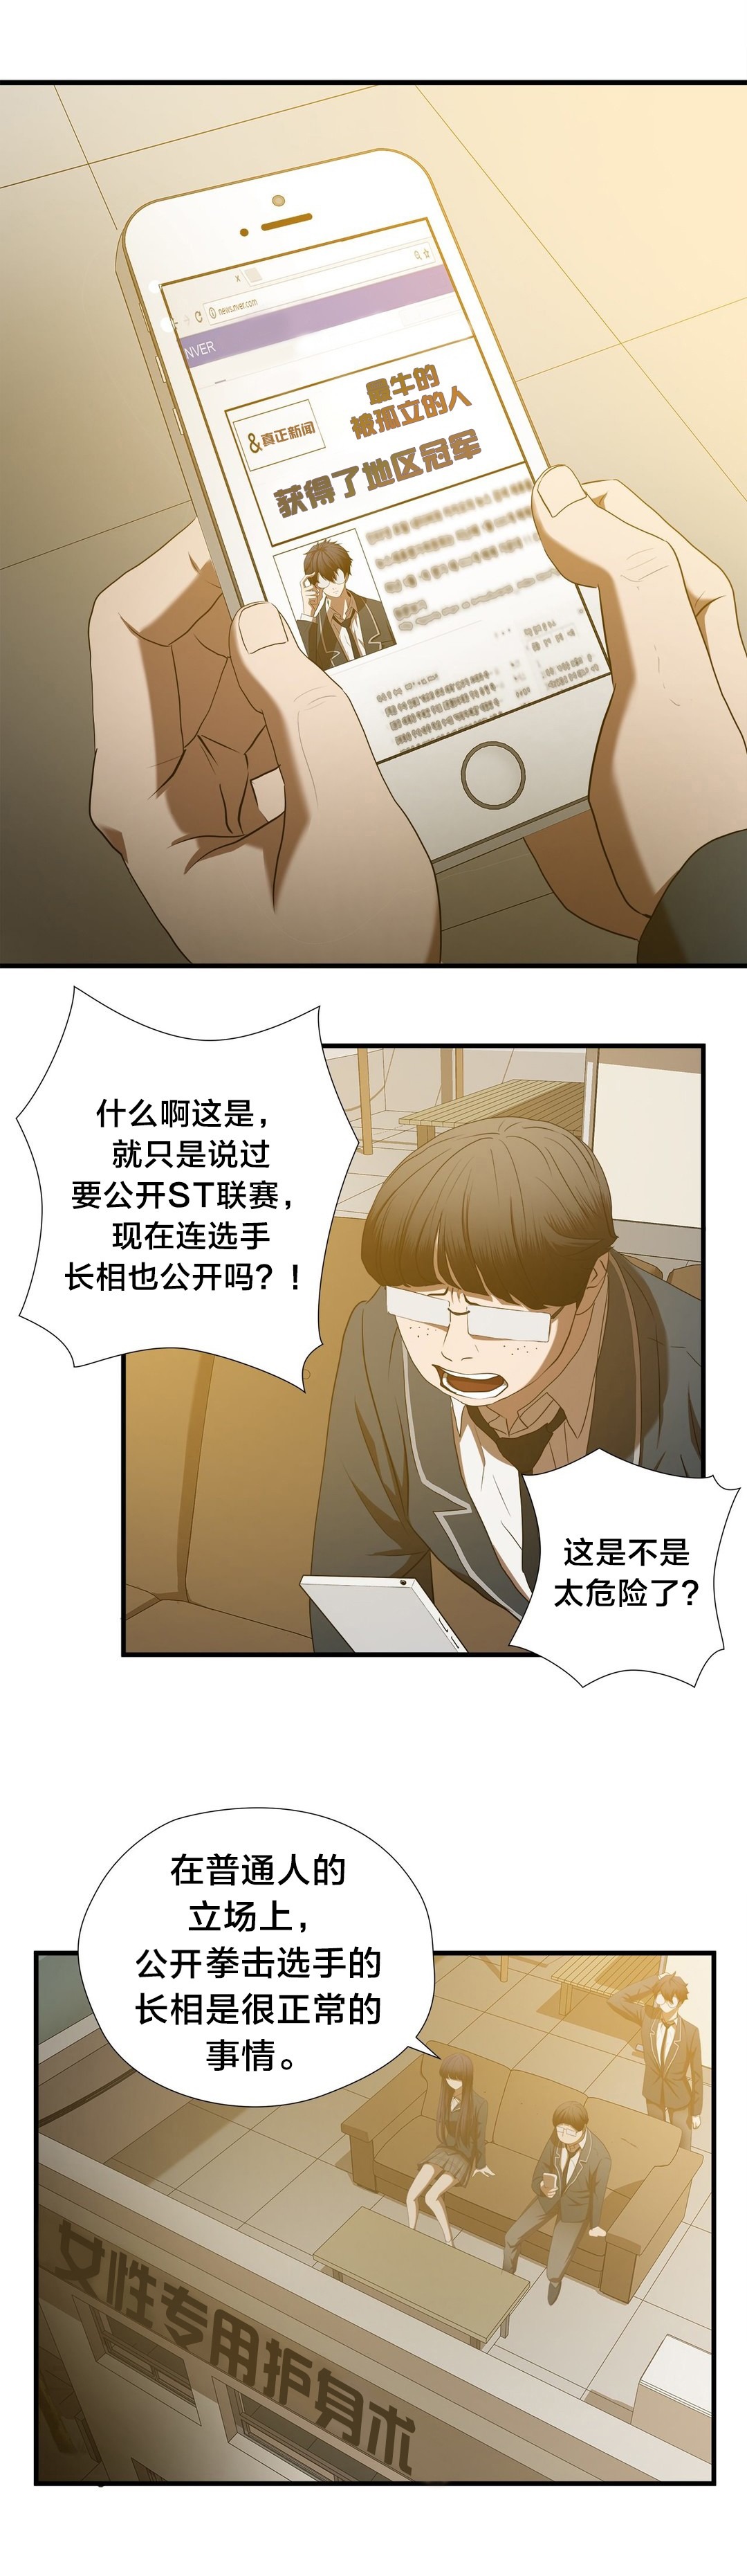 news.nver.com
NVER
&真正新闻
最牛的
被孤立的人
获得了地区冠军
什么啊这是，
就只是说过
要公开ST联赛，
现在连选手
长相也公开吗？！
这是不是
太危险了？
在普通人的
立场上，
公开拳击选手的
长相是很正常的
事情。
女性专用护身术